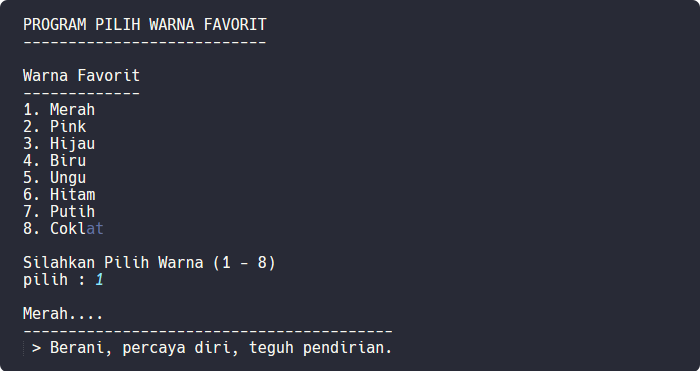 PROGRAM PILIH WARNA FAVORIT
---------------------------
Warna Favorit
-------------
1. Merah
2. Pink
3. Hijau
4. Biru
5. Ungu
6. Hitam
7. Putih
8. Coklat
Silahkan Pilih Warna (1 - 8)
pilih : 1
Merah....
-----------------------------------------
> Berani, percaya diri, teguh pendirian.